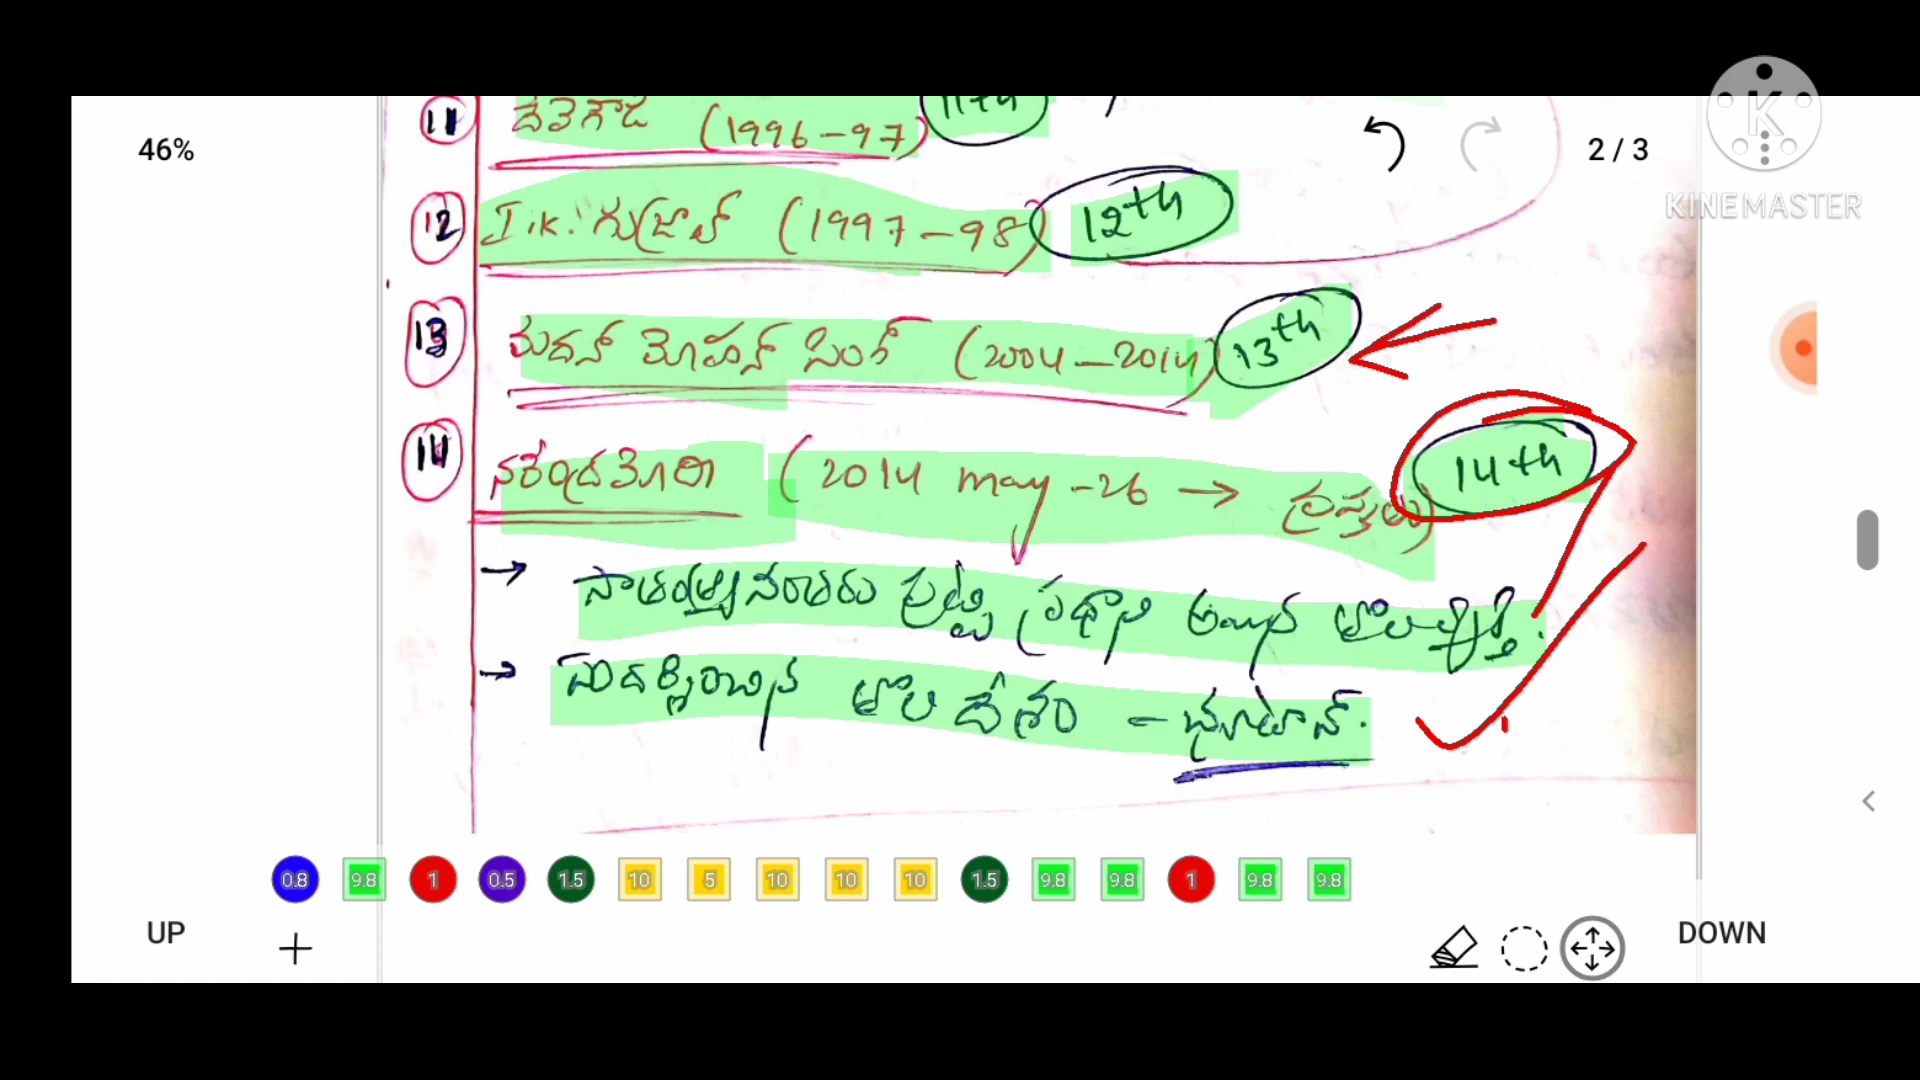 46%
2 / 3
KINEMASTER
11 దేవెగౌడ (1996-97) 11th
12 I.K. గుజ్రాల్ (1997-98) 12th
13 మన్ మోహన్ సింగ్ (2004-2014) 13th
14 నరేంద్రమోదీ (2014 may-26 → ప్రస్తుతం) 14th
→ స్వాతంత్ర్యానంతరం పుట్టి ప్రధాని అయిన తొలివ్యక్తి.
→ సందర్శించిన తొలి దేశం - భూటాన్.
0.8 9.8 1 0.5 1.5 10 5 10 10 10 1.5 9.8 9.8 1 9.8 9.8
UP
DOWN